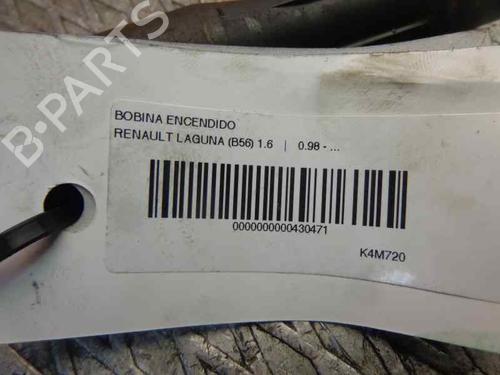 B-PARTS
BOBINA ENCENDIDO
RENAULT LAGUNA (B56) 1.6 | 0.98 - ...
0000000000430471
K4M720